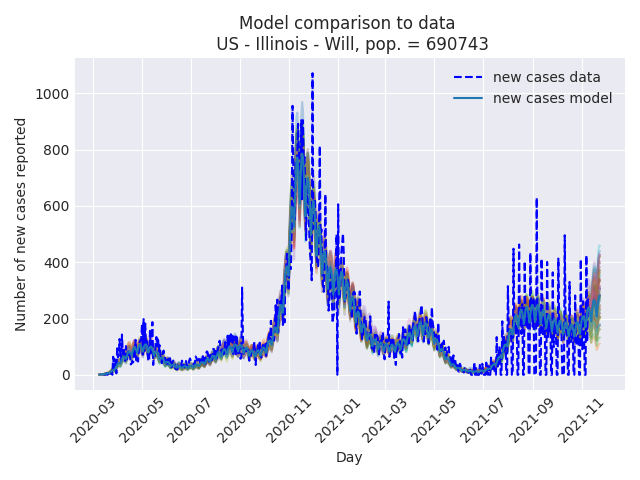 Model comparison to data
US - Illinois - Will, pop. = 690743
new cases data
new cases model
Number of new cases reported
1000
800
600
400
200
0
2020-03
2020-05
2020-07
2020-09
2020-11
2021-01
2021-03
2021-05
2021-07
2021-09
2021-11
Day